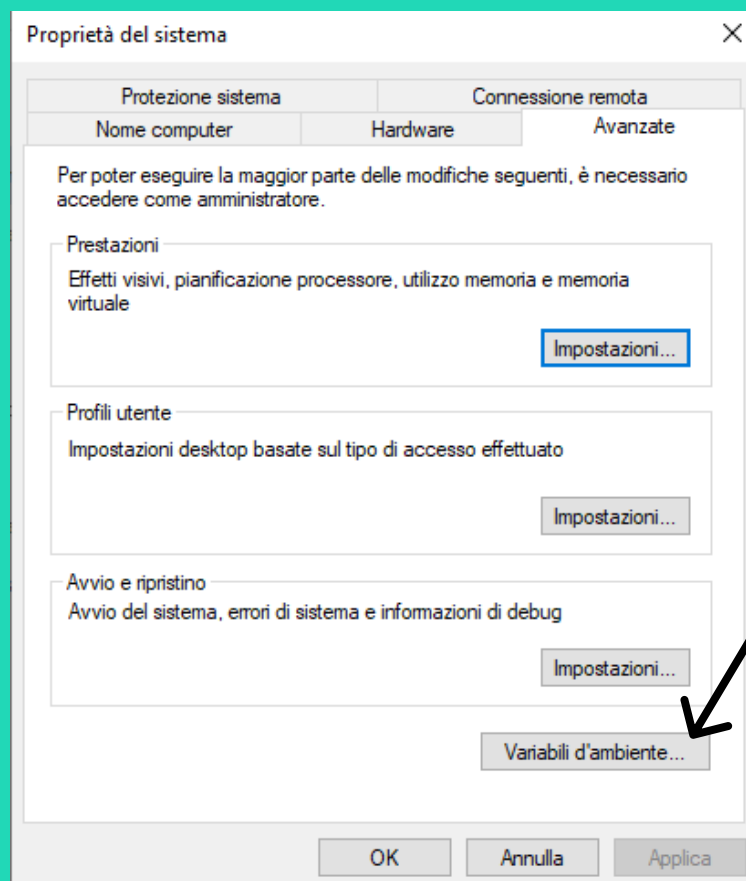 Proprietà del sistema
Protezione sistema
Connessione remota
Nome computer
Hardware
Avanzate
Per poter eseguire la maggior parte delle modifiche seguenti, è necessario
accedere come amministratore.
Prestazioni
Effetti visivi, pianificazione processore, utilizzo memoria e memoria
virtuale
Impostazioni...
Profili utente
Impostazioni desktop basate sul tipo di accesso effettuato
Impostazioni...
Avvio e ripristino
Avvio del sistema, errori di sistema e informazioni di debug
Impostazioni...
Variabili d'ambiente...
OK
Annulla
Applica